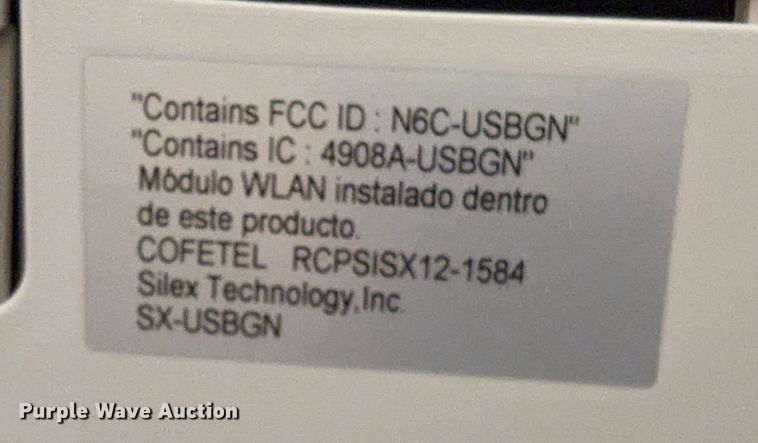 "Contains FCC ID : N6C-USBGN"
"Contains IC : 4908A-USBGN"
Módulo WLAN instalado dentro
de este producto.
COFETEL RCPSISX12-1584
Silex Technology,Inc
SX-USBGN
Purple Wave Auction